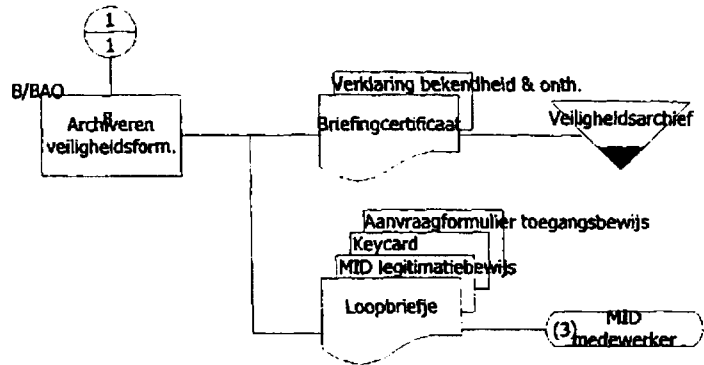 1
1
B/BAO
8
Archiveren
veiligheidsform.
Verklaring bekendheid & onth.
Briefingcertificaat
Veiligheidsarchief
Aanvraagformulier toegangsbewijs
Keycard
MID legitimatiebewijs
Loopbriefje
(3) MID
medewerker